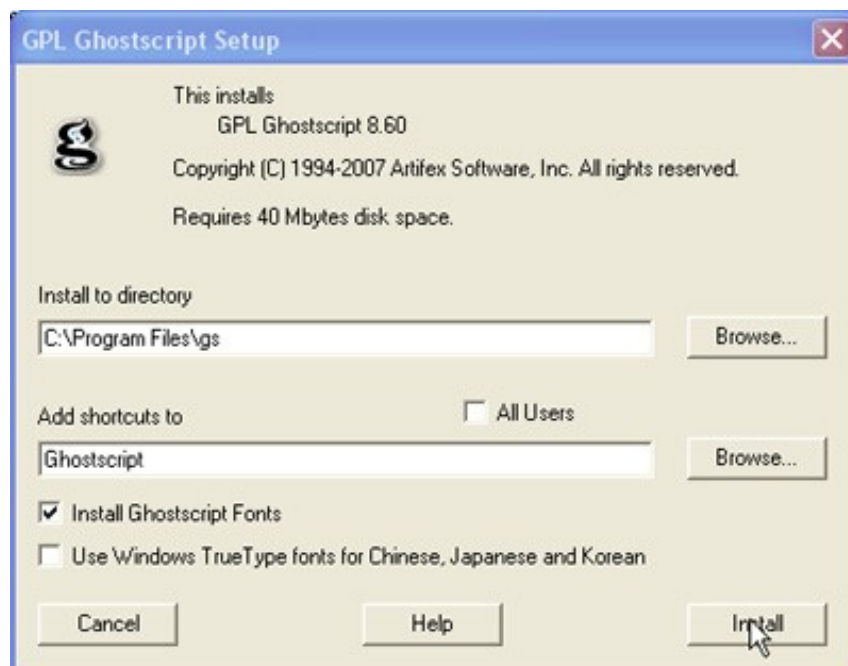 GPL Ghostscript Setup
This installs
GPL Ghostscript 8.60
Copyright (C) 1994-2007 Artifex Software, Inc. All rights reserved.
Requires 40 Mbytes disk space.
Install to directory
C:\Program Files\gs
Browse...
Add shortcuts to
All Users
Ghostscript
Browse...
Install Ghostscript Fonts
Use Windows TrueType fonts for Chinese, Japanese and Korean
Cancel
Help
Install